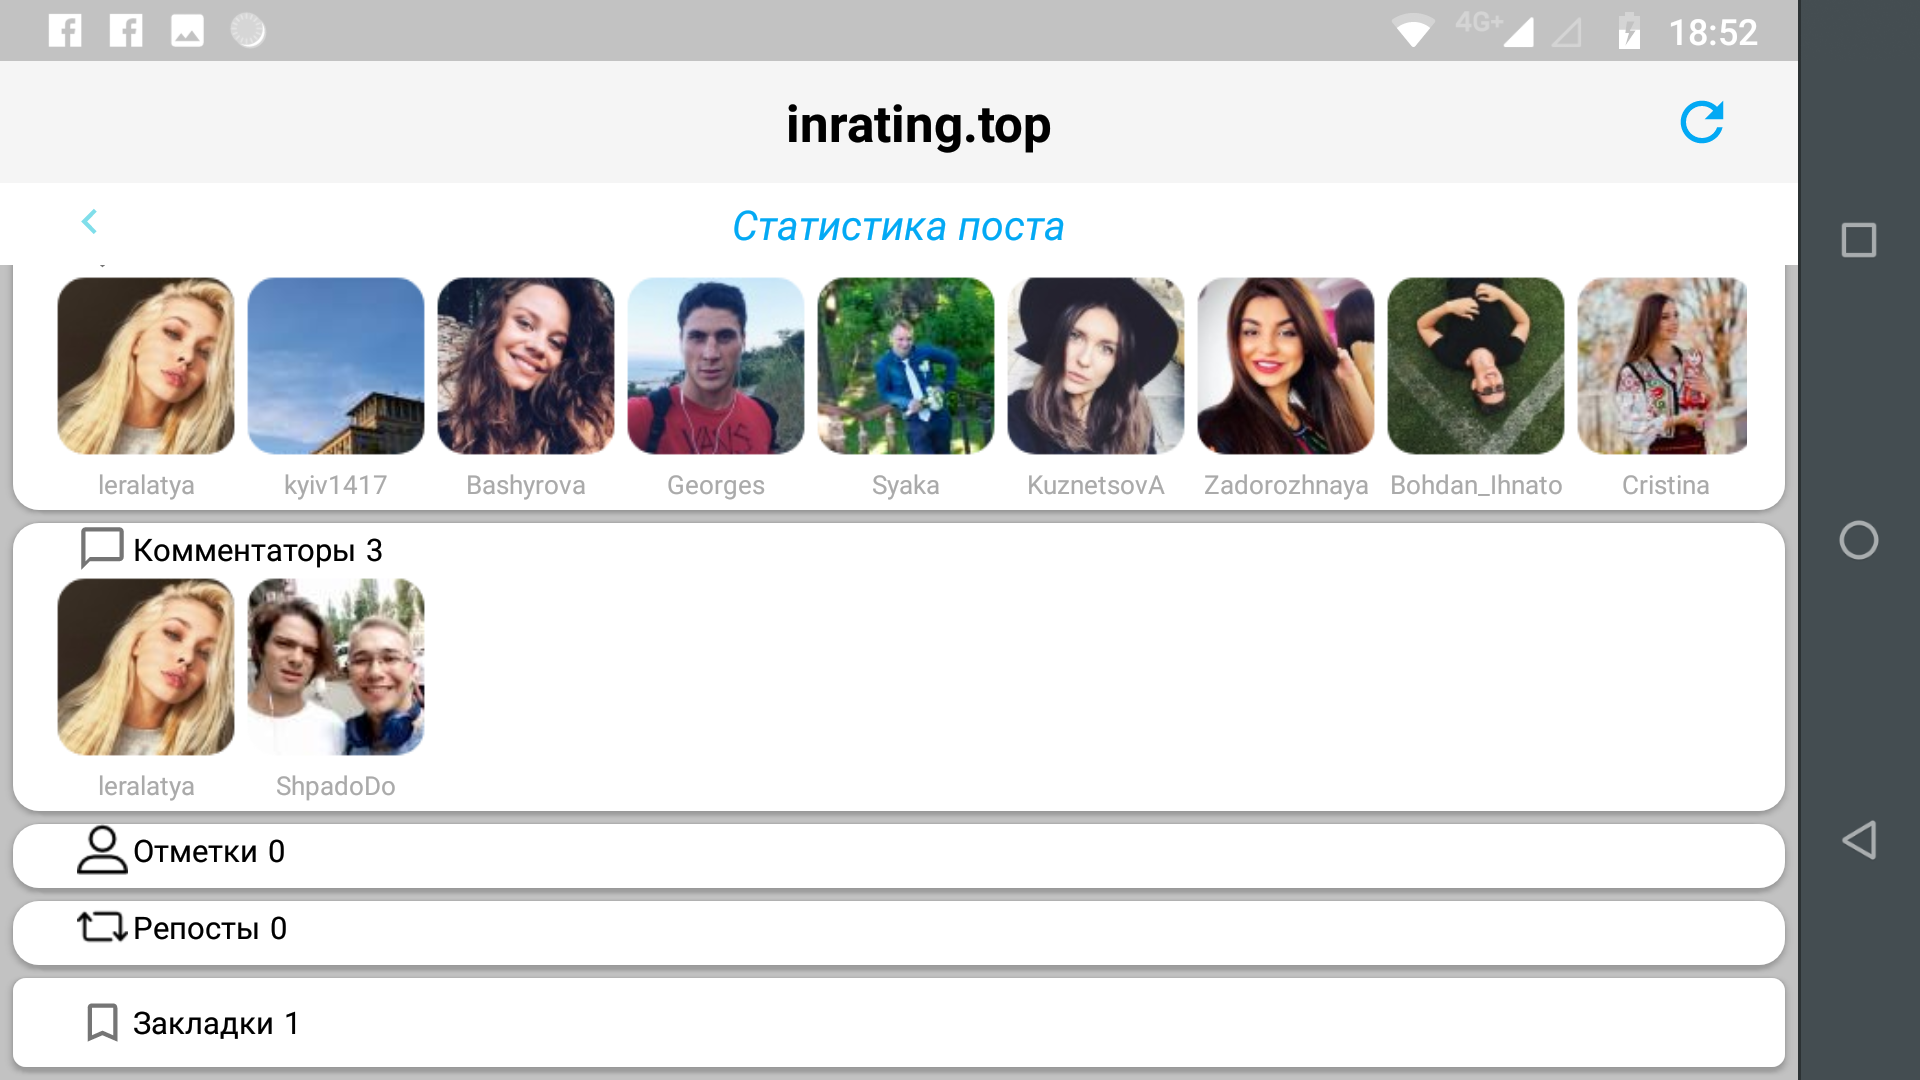 4G+ 18:52
inrating.top
Статистика поста
leralatya kyiv1417 Bashyrova Georges Syaka KuznetsovA Zadorozhnaya Bohdan_Ihnato Cristina
Комментаторы 3
leralatya ShpadoDo
Отметки 0
Репосты 0
Закладки 1